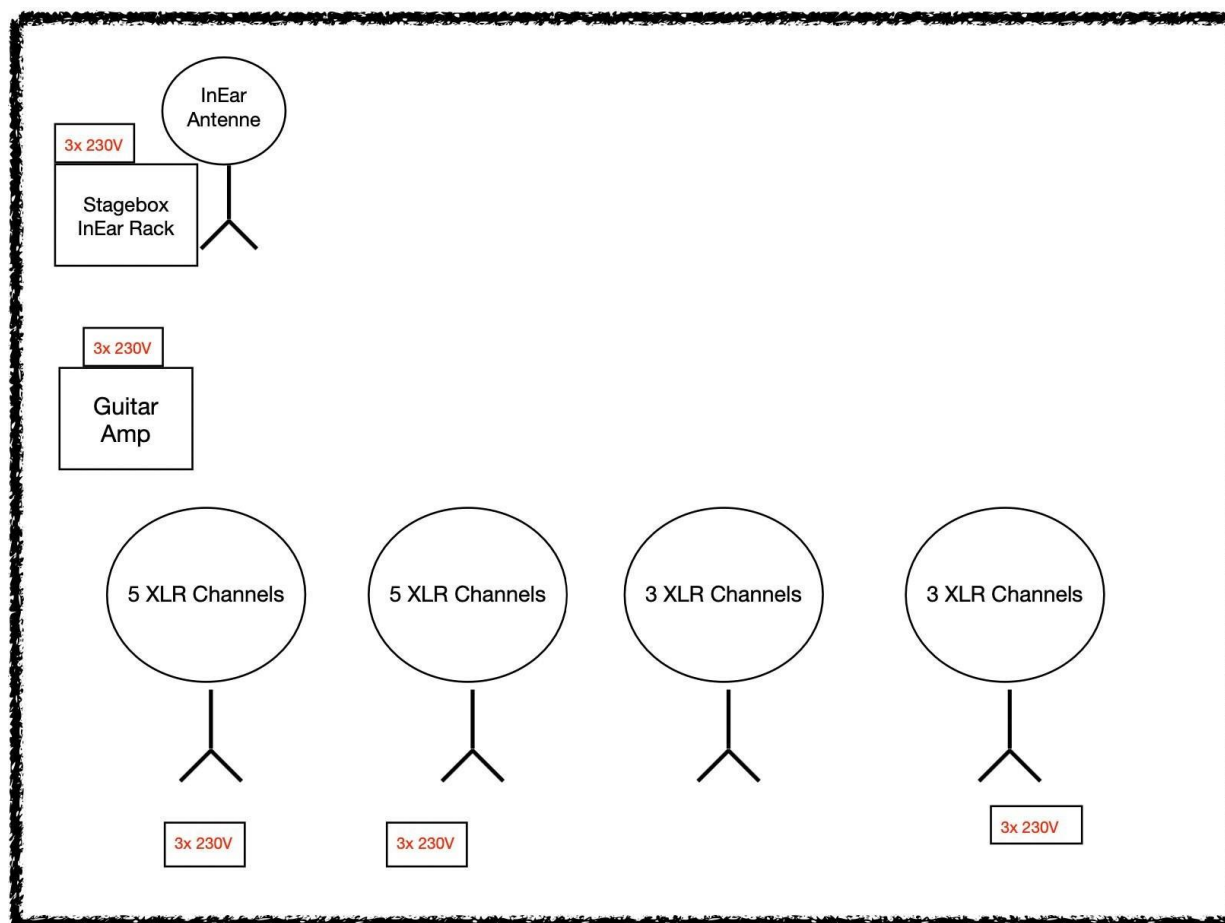 InEar
Antenne
3x 230V
Stagebox
InEar Rack
3x 230V
Guitar
Amp
5 XLR Channels
5 XLR Channels
3 XLR Channels
3 XLR Channels
3x 230V
3x 230V
3x 230V